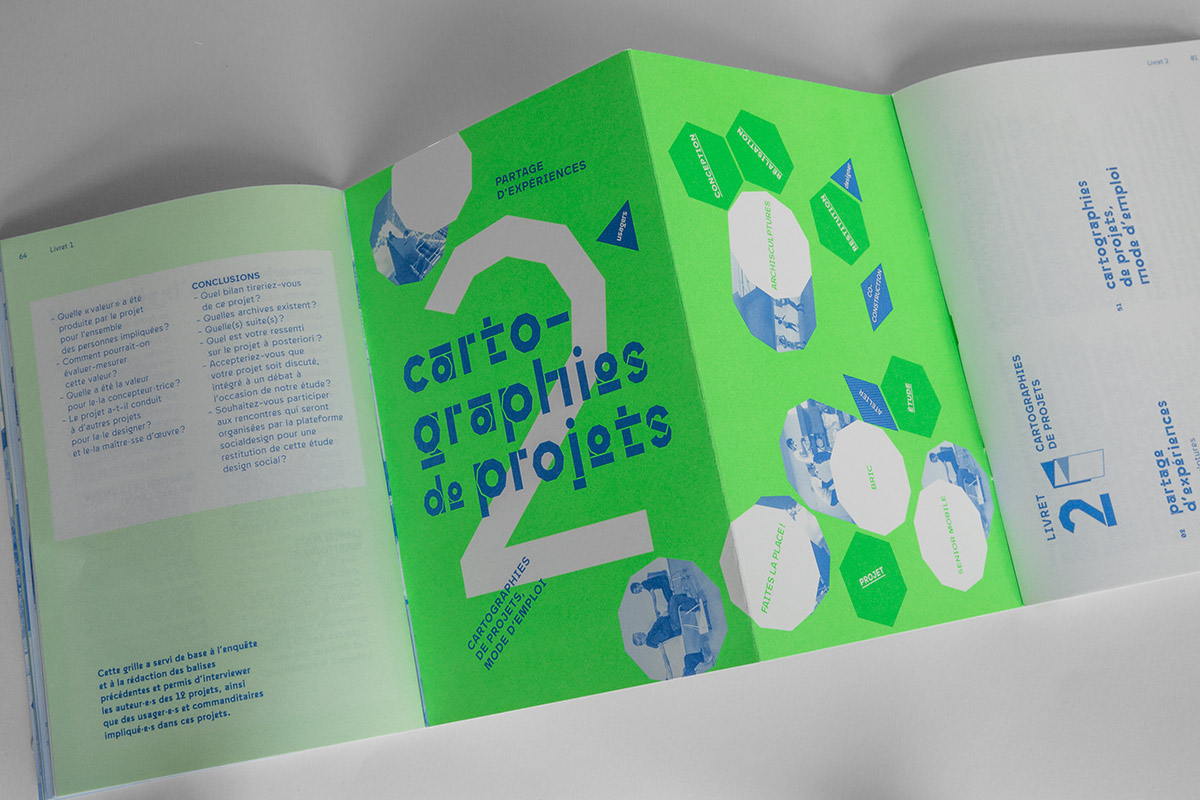 64
Livret 1
- Quelle « valeur » a été
produite par le projet
pour l'ensemble
des personnes impliquées ?
- Comment pourrait-on
évaluer-mesurer
cette valeur ?
- Quelle a été la valeur
pour le·la concepteur·trice ?
- Le projet a-t-il conduit
à d'autres projets
pour la·le designer ?
et le·la maître·sse d'œuvre ?
CONCLUSIONS
- Quel bilan tireriez-vous
de ce projet ?
- Quelles archives existent ?
- Quelle(s) suite(s) ?
- Quel est votre ressenti
sur le projet à posteriori ?
- Accepteriez-vous que
votre projet soit discuté,
intégré à un débat à
l'occasion de notre étude ?
- Souhaitez-vous participer
aux rencontres qui seront
organisées par la plateforme
socialdesign pour une
restitution de cette étude
design social ?
Cette grille a servi de base à l'enquête
et à la rédaction des balises
précédentes et permis d'interviewer
les auteur·e·s des 12 projets, ainsi
que des usager·e·s et commanditaires
impliqué·e·s dans ces projets.
PARTAGE
D'EXPÉRIENCES
usagers
2
carto-
graphies
de projets
CARTOGRAPHIES
DE PROJETS,
MODE D'EMPLOI
CONCEPTION
RÉALISATION
designer
RESTITUTION
ARCHISCULPTURES
CO-
CONSTRUCTION
ATELIER
ÉTUDE
BRIC
SENIOR MOBILE
FAITES LA PLACE !
PROJET
Livret 2
81
LIVRET
2
CARTOGRAPHIES
DE PROJETS
cartographies
de projets,
mode d'emploi
partage
d'expériences